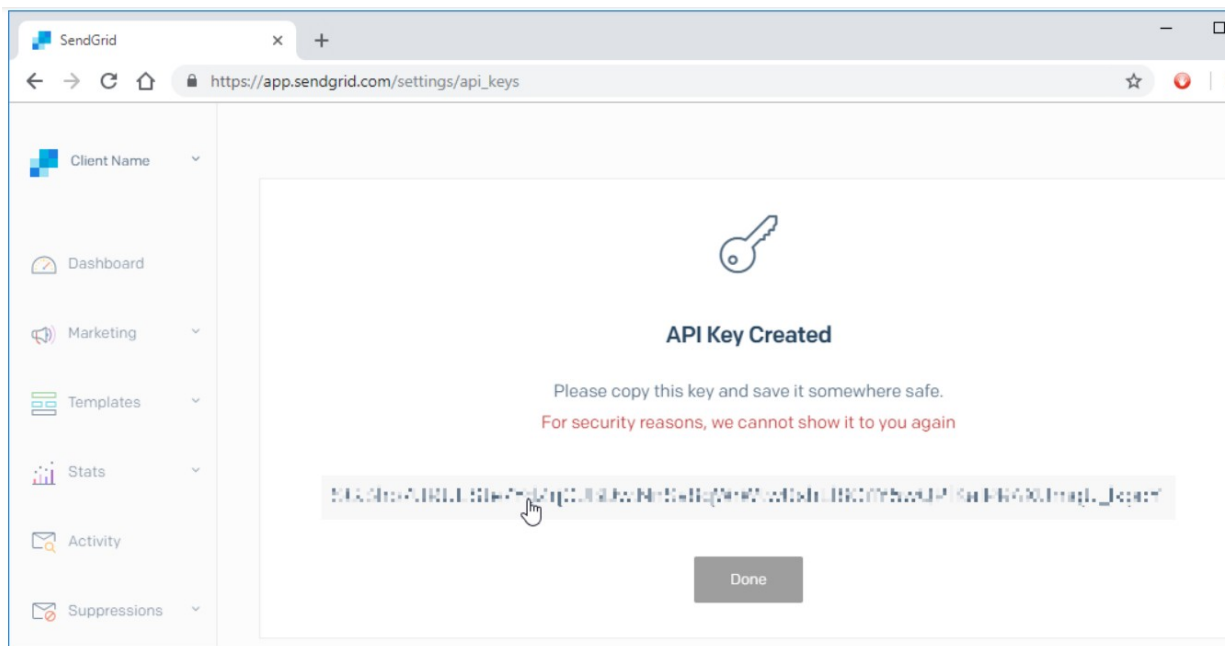 SendGrid
https://app.sendgrid.com/settings/api_keys
Client Name
Dashboard
Marketing
Templates
Stats
Activity
Suppressions
API Key Created
Please copy this key and save it somewhere safe.
For security reasons, we cannot show it to you again
Done